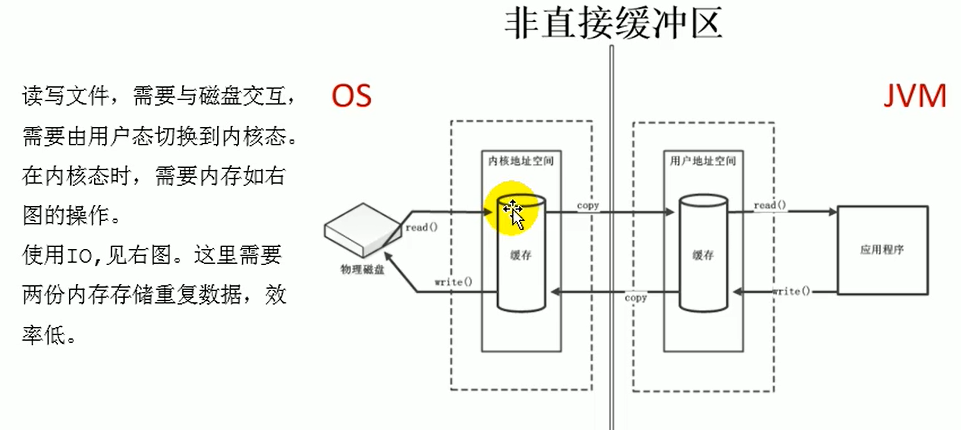 非直接缓冲区
读写文件，需要与磁盘交互，
需要由用户态切换到内核态。
在内核态时，需要内存如右
图的操作。
使用IO,见右图。这里需要
两份内存存储重复数据，效
率低。
OS
JVM
内核地址空间
用户地址空间
copy
read()
read()
缓存
缓存
应用程序
物理磁盘
write()
copy
write()